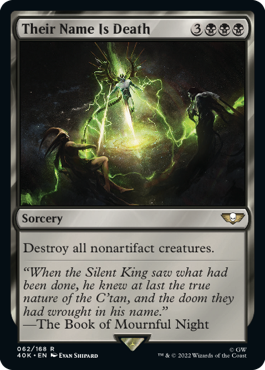 Their Name Is Death 3
Sorcery
Destroy all nonartifact creatures.
“When the Silent King saw what had
been done, he knew at last the true
nature of the C’tan, and the doom they
had wrought in his name.”
—The Book of Mournful Night
062/168 R
40K • EN Evan Shipard
© GW
™ & © 2022 Wizards of the Coast